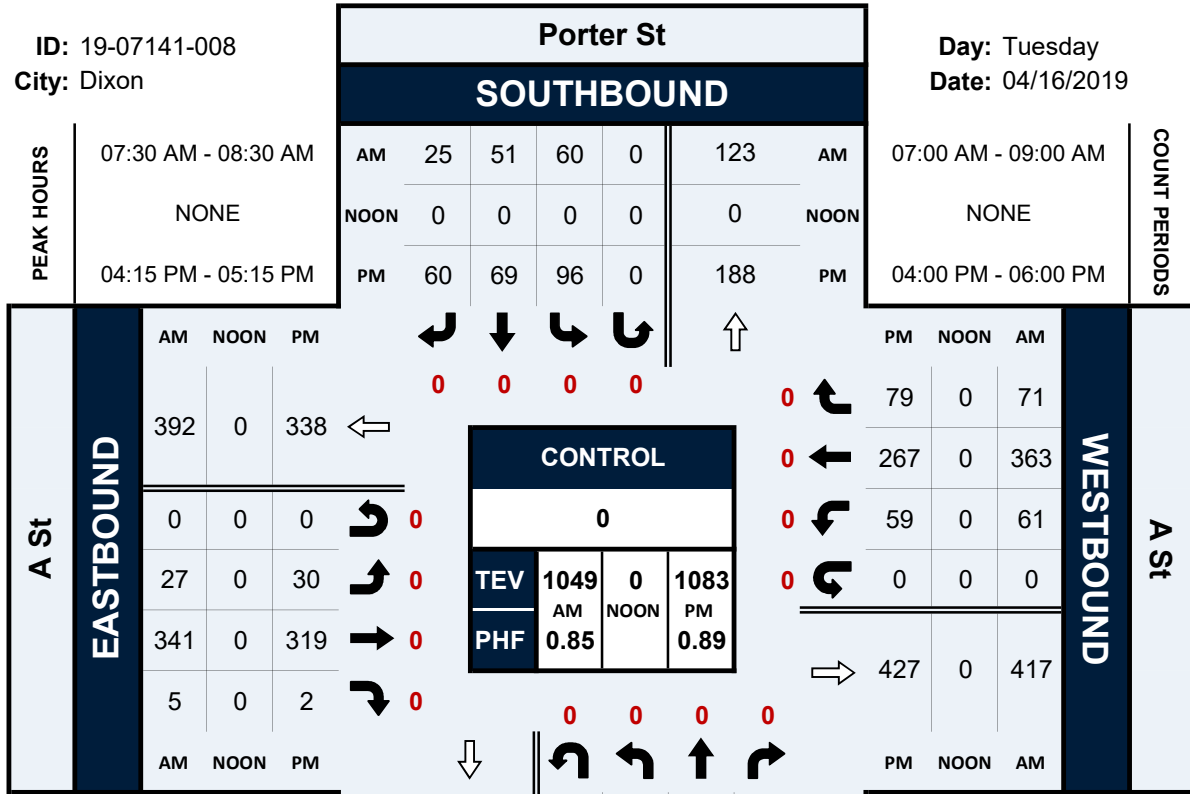 Porter St
ID: 19-07141-008
Day: Tuesday
City: Dixon
Date: 04/16/2019
SOUTHBOUND
PEAK HOURS
07:30 AM - 08:30 AM
NONE
04:15 PM - 05:15 PM
AM 25 51 60 0 123 AM
NOON 0 0 0 0 0 NOON
PM 60 69 96 0 188 PM
07:00 AM - 09:00 AM
NONE
04:00 PM - 06:00 PM
COUNT PERIODS
0 0 0 0
A St
EASTBOUND
AM NOON PM
392 0 338
0 0 0 0
27 0 30 0
341 0 319 0
5 0 2 0
AM NOON PM
CONTROL
0
TEV 1049 0 1083
AM NOON PM
PHF 0.85 0.89
PM NOON AM
0 79 0 71
0 267 0 363
0 59 0 61
0 0 0 0
427 0 417
PM NOON AM
WESTBOUND
A St
0 0 0 0